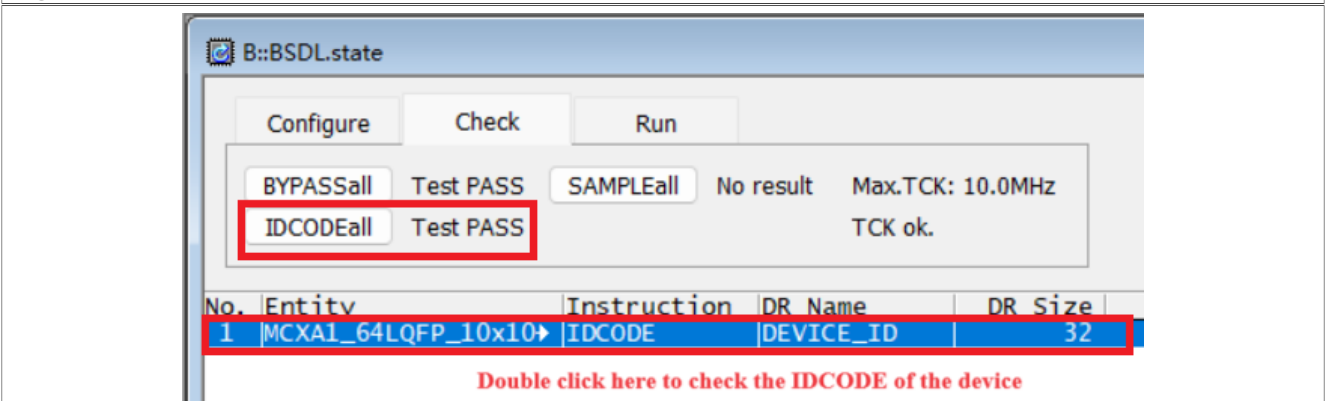 B::BSDL.state
Configure Check Run
BYPASSall Test PASS SAMPLEall No result Max.TCK: 10.0MHz
IDCODEall Test PASS TCK ok.
No. Entity Instruction DR Name DR Size
1 MCXA1_64LQFP_10x10 IDCODE DEVICE_ID 32
Double click here to check the IDCODE of the device